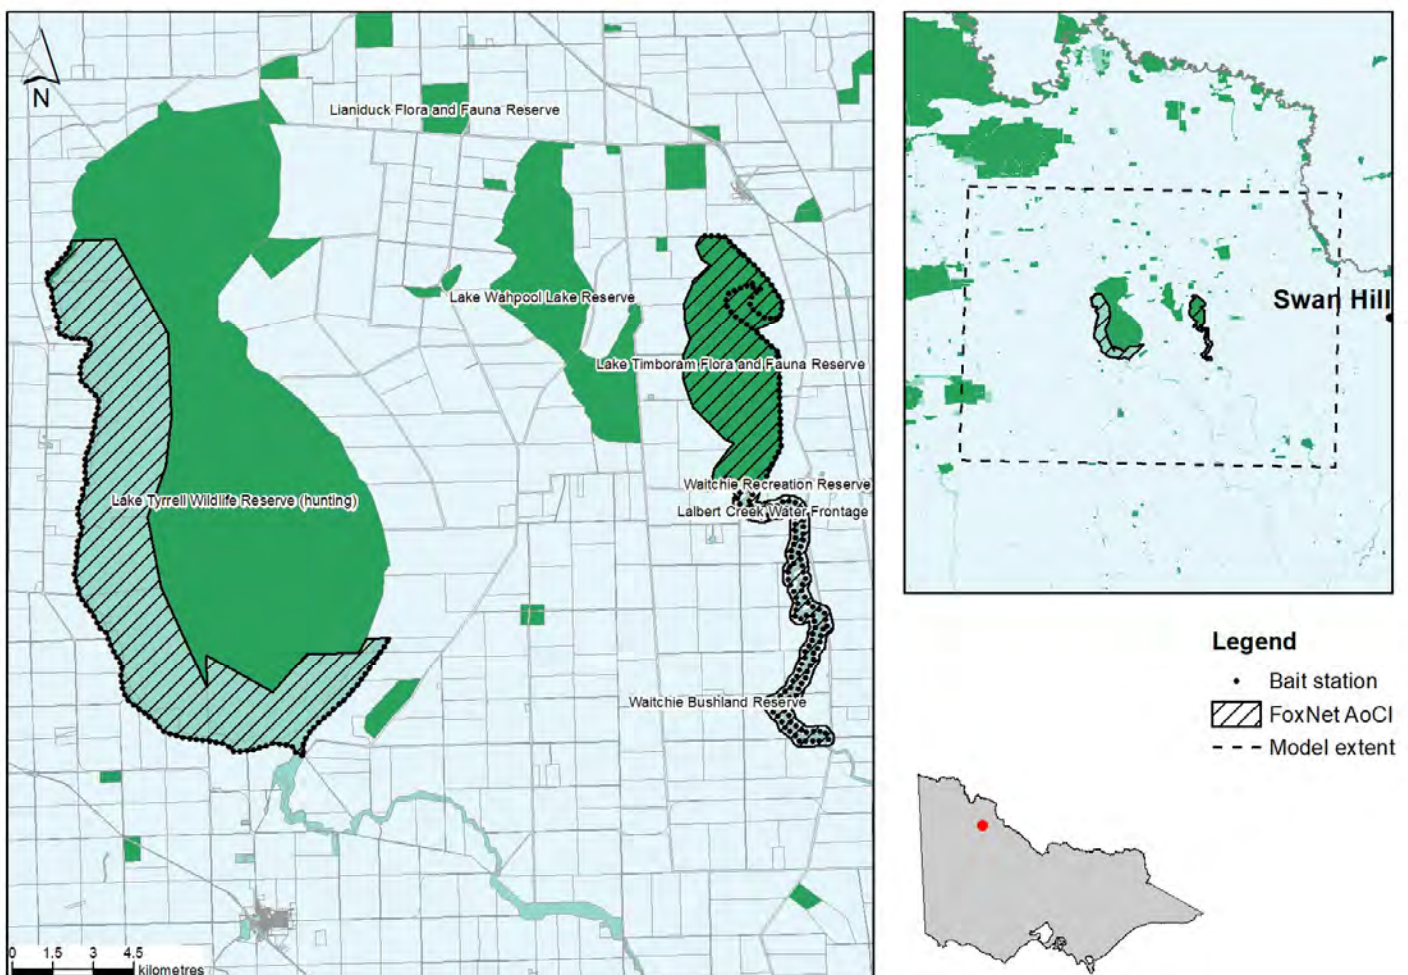 N
Lianiduck Flora and Fauna Reserve
Lake Wahpool Lake Reserve
Lake Timboram Flora and Fauna Reserve
Waitchie Recreation Reserve
Lake Tyrrell Wildlife Reserve (hunting)
Lalbert Creek Water Frontage
Waitchie Bushland Reserve
0 1.5 3 4.5
kilometres
Swan Hill
Legend
Bait station
FoxNet AoCI
Model extent